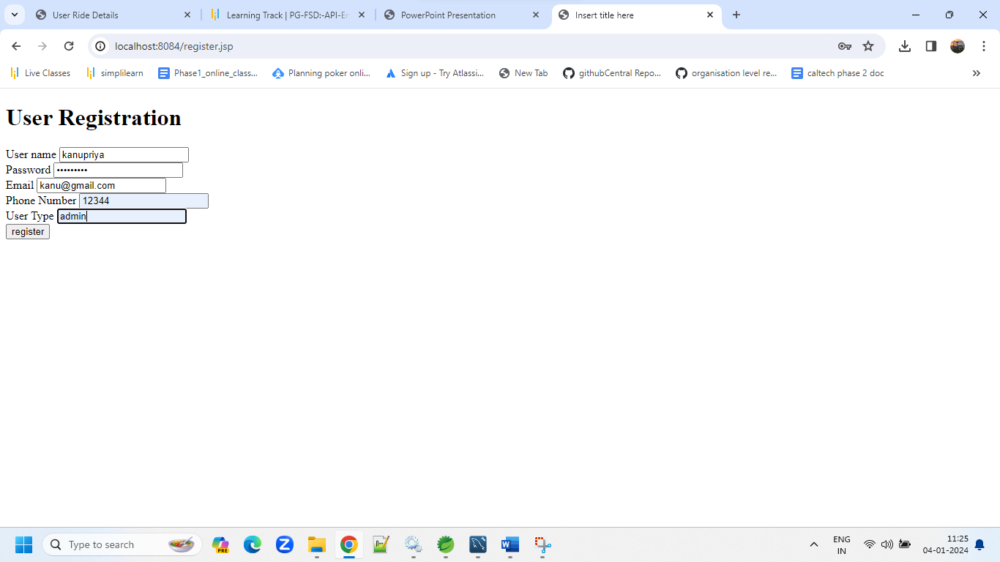 User Ride Details
Learning Track | PG-FSD:-API-En
PowerPoint Presentation
Insert title here
localhost:8084/register.jsp
Live Classes
simplilearn
Phase1_online_class...
Planning poker onli...
Sign up - Try Atlassi...
New Tab
githubCentral Repo...
organisation level re...
caltech phase 2 doc
User Registration
User name kanupriya
Password •••••••••
Email kanu@gmail.com
Phone Number 12344
User Type admin
register
Type to search
PRE
Z
W
ENG
IN
11:25
04-01-2024